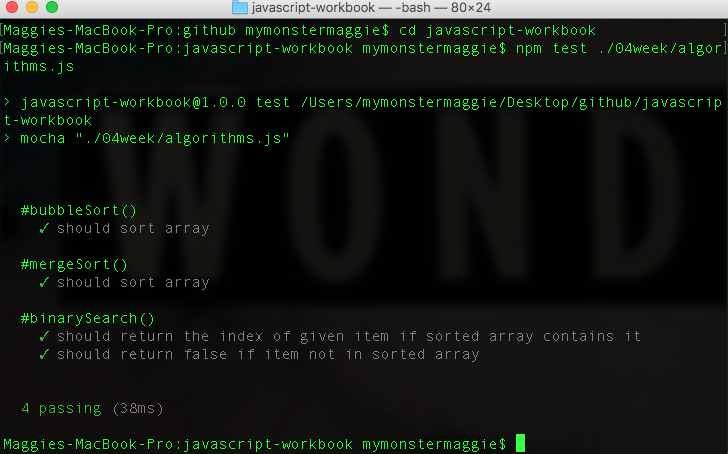 javascript-workbook — -bash — 80×24
[Maggies-MacBook-Pro:github mymonstermaggie$ cd javascript-workbook ]
[Maggies-MacBook-Pro:javascript-workbook mymonstermaggie$ npm test ./04week/algor]
ithms.js
> javascript-workbook@1.0.0 test /Users/mymonstermaggie/Desktop/github/javascrip
t-workbook
> mocha "./04week/algorithms.js"
WOND
#bubbleSort()
✓ should sort array
#mergeSort()
✓ should sort array
#binarySearch()
✓ should return the index of given item if sorted array contains it
✓ should return false if item not in sorted array
4 passing (38ms)
Maggies-MacBook-Pro:javascript-workbook mymonstermaggie$